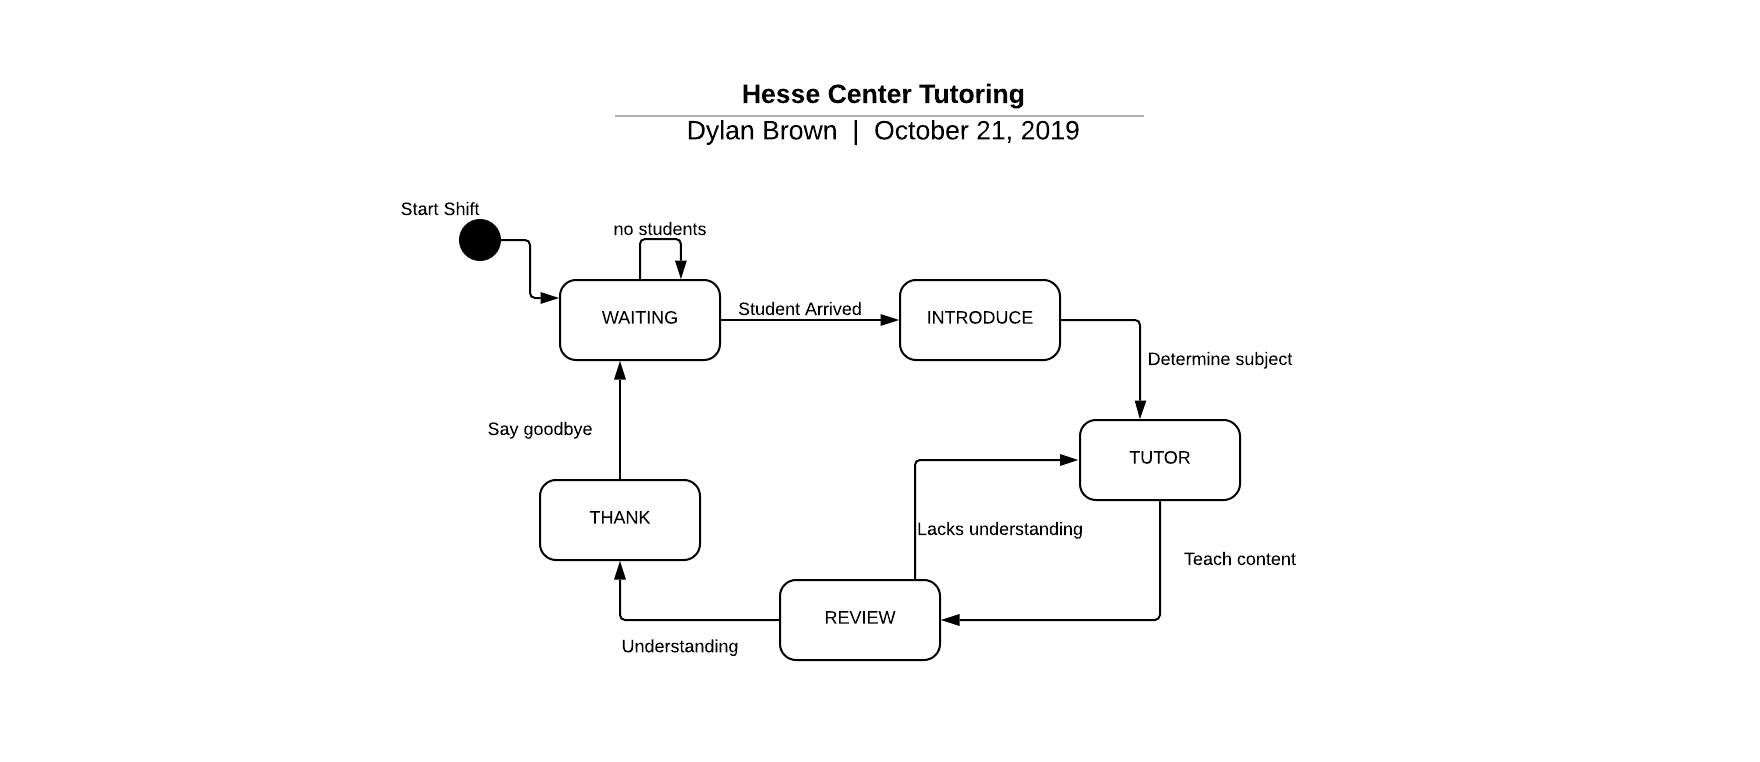 Hesse Center Tutoring
Dylan Brown | October 21, 2019
Start Shift
no students
WAITING
Student Arrived
INTRODUCE
Determine subject
Say goodbye
TUTOR
THANK
Lacks understanding
Teach content
REVIEW
Understanding